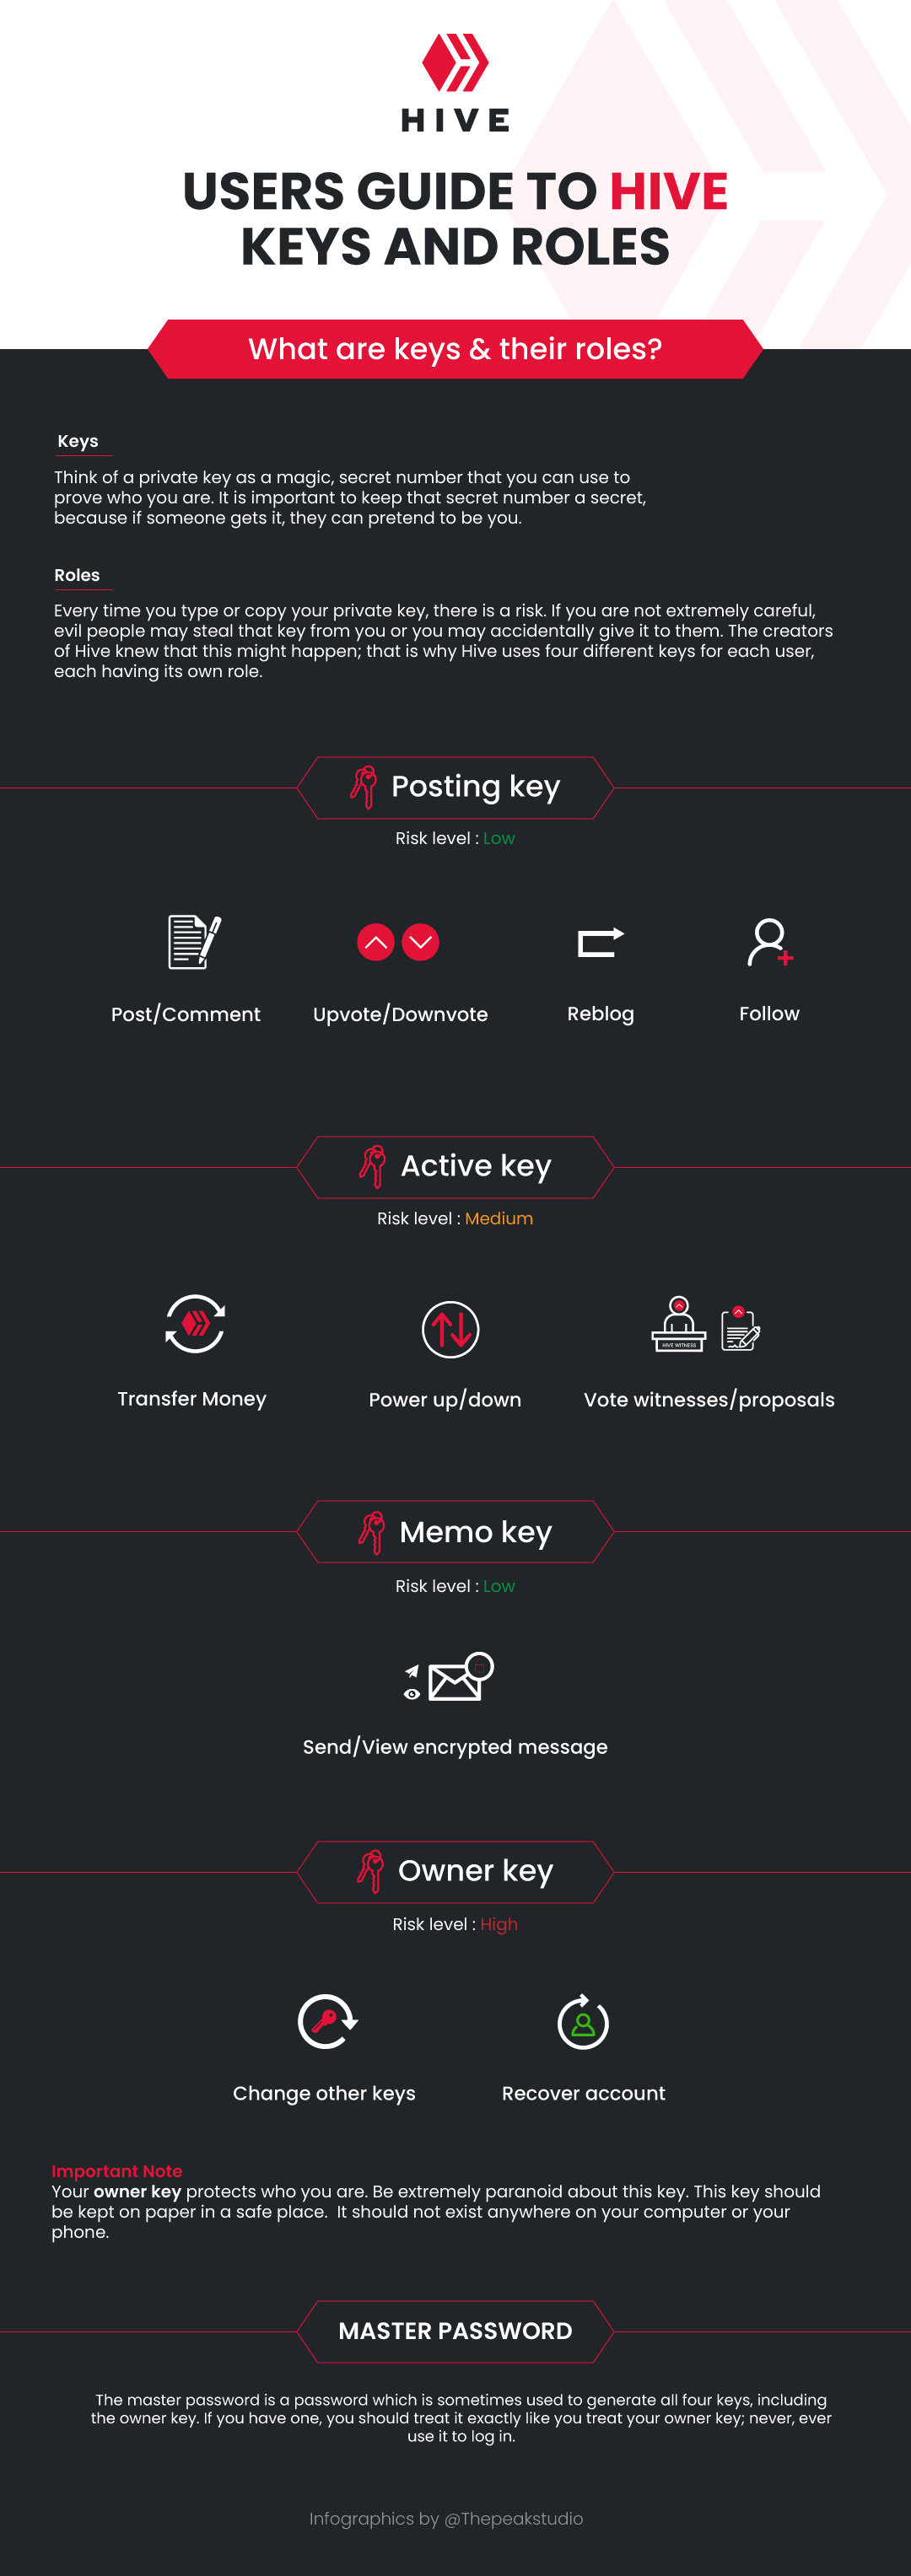 HIVE
USERS GUIDE TO HIVE
KEYS AND ROLES
What are keys & their roles?
Keys
Think of a private key as a magic, secret number that you can use to
prove who you are. It is important to keep that secret number a secret,
because if someone gets it, they can pretend to be you.
Roles
Every time you type or copy your private key, there is a risk. If you are not extremely careful,
evil people may steal that key from you or you may accidentally give it to them. The creators
of Hive knew that this might happen; that is why Hive uses four different keys for each user,
each having its own role.
Posting key
Risk level : Low
Post/Comment
Upvote/Downvote
Reblog
Follow
Active key
Risk level : Medium
HIVE WITNESS
Transfer Money
Power up/down
Vote witnesses/proposals
Memo key
Risk level : Low
Send/View encrypted message
Owner key
Risk level : High
Change other keys
Recover account
Important Note
Your owner key protects who you are. Be extremely paranoid about this key. This key should
be kept on paper in a safe place.  It should not exist anywhere on your computer or your
phone.
MASTER PASSWORD
The master password is a password which is sometimes used to generate all four keys, including
the owner key. If you have one, you should treat it exactly like you treat your owner key; never, ever
use it to log in.
Infographics by @Thepeakstudio